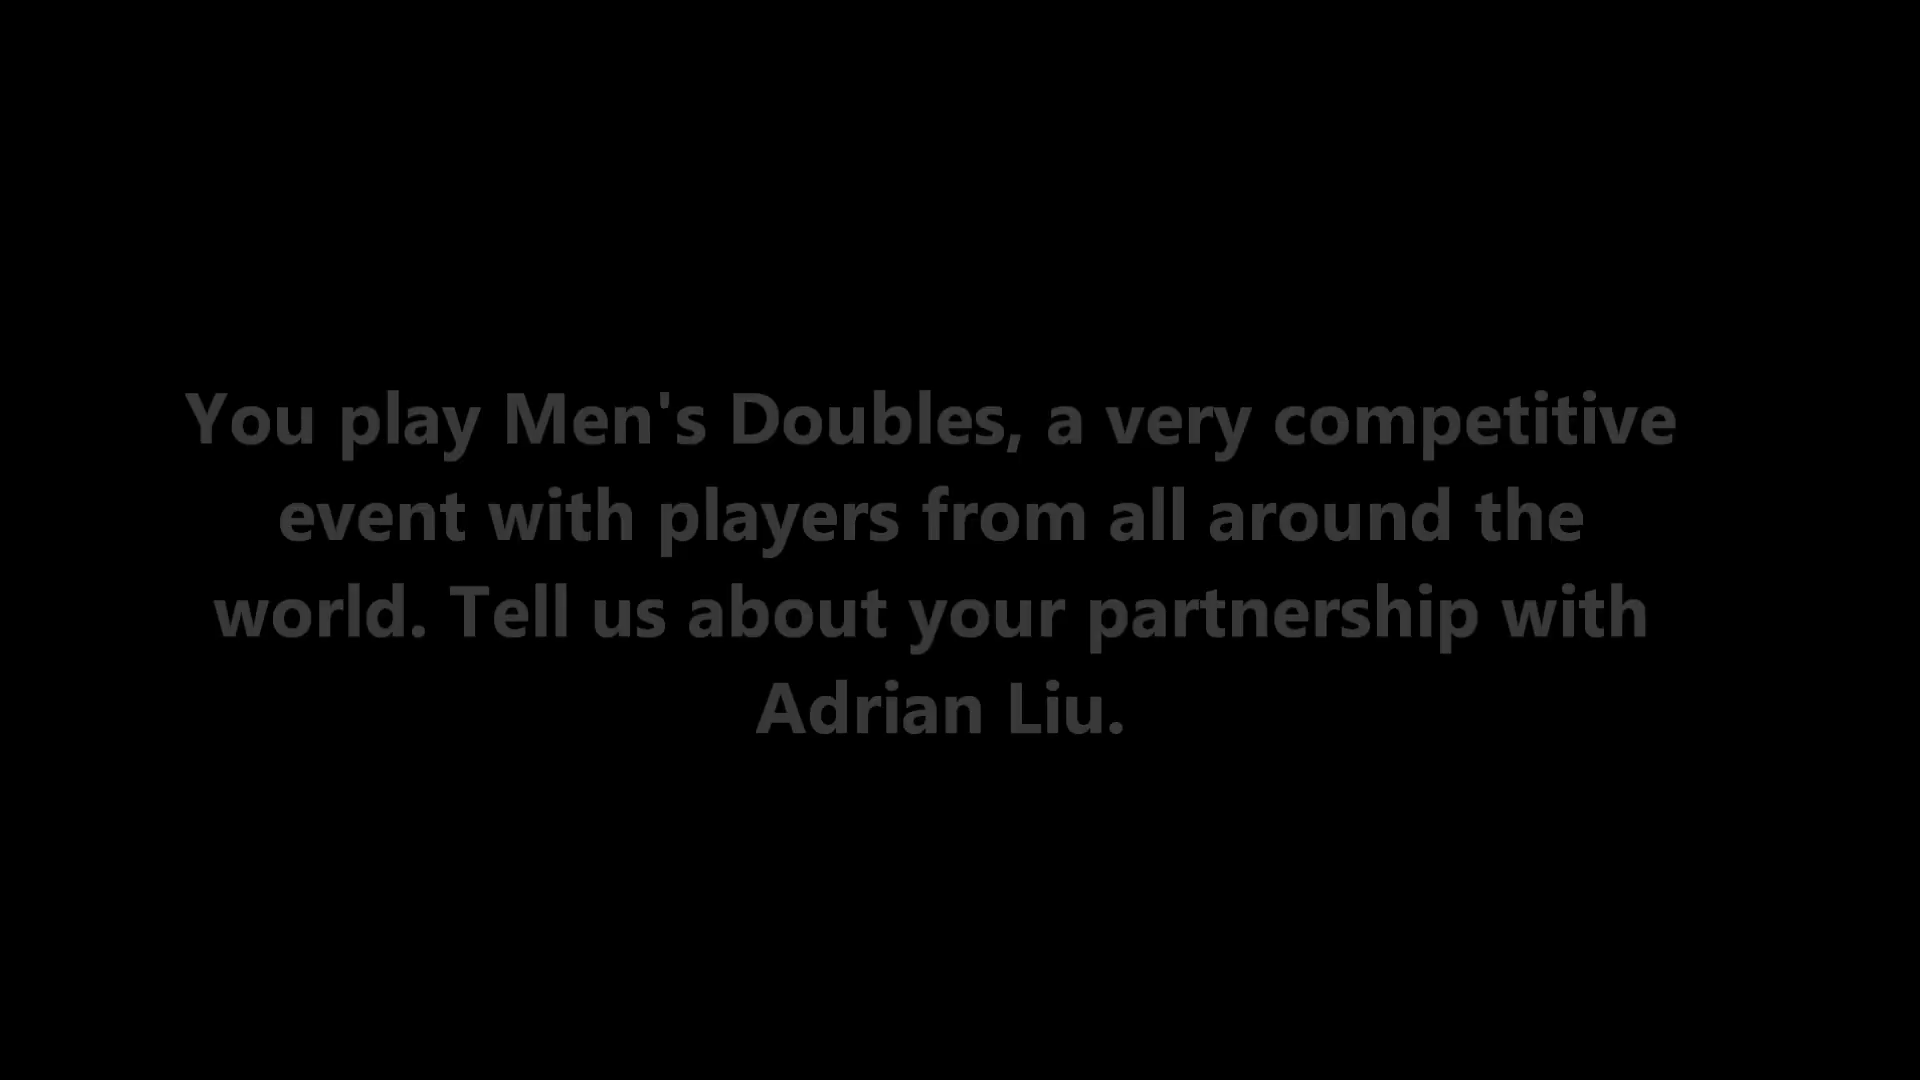 You play Men's Doubles, a very competitive
event with players from all around the
world. Tell us about your partnership with
Adrian Liu.